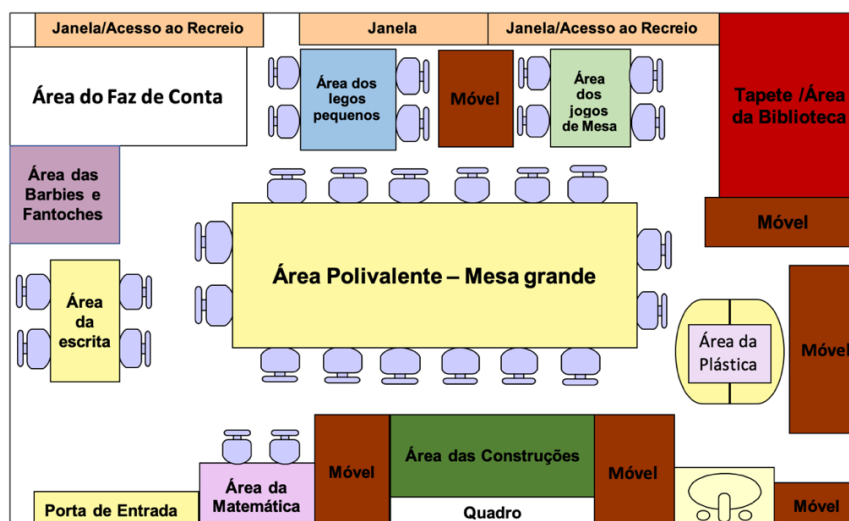 Janela/Acesso ao Recreio
Janela
Janela/Acesso ao Recreio
Área do Faz de Conta
Área dos
legos
pequenos
Móvel
Área
dos
jogos
de Mesa
Tapete /Área
da Biblioteca
Área das
Barbies e
Fantoches
Móvel
Área Polivalente – Mesa grande
Área
da
escrita
Área da
Plástica
Móvel
Área das Construções
Móvel
Móvel
Área da
Matemática
Porta de Entrada
Quadro
Móvel